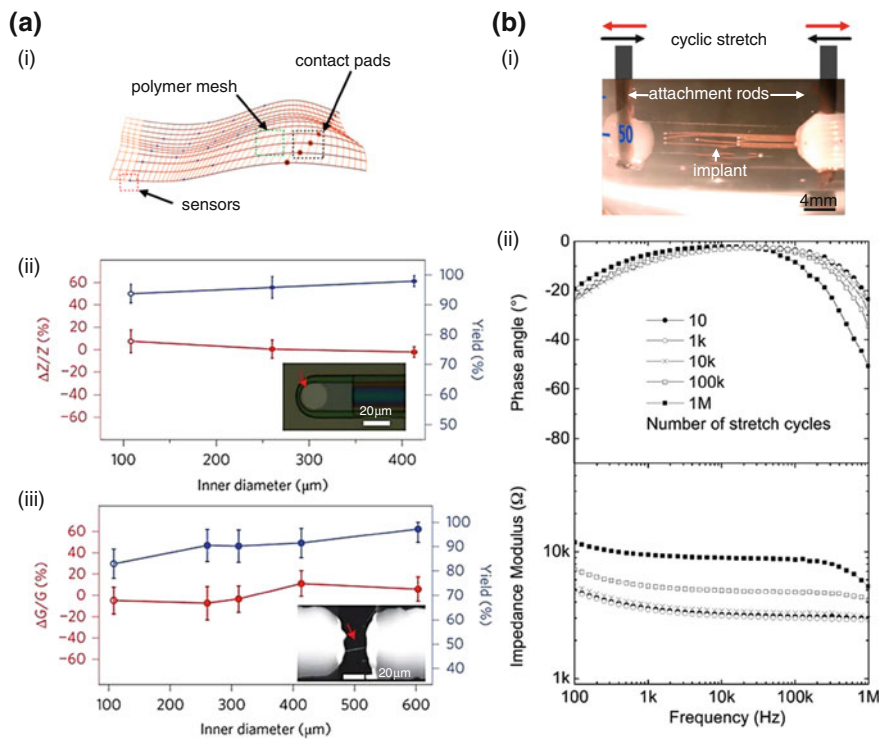 (a)
(i)
polymer mesh
contact pads
sensors
(ii)
60
40
20
0
−20
−40
−60
ΔZ/Z (%)
100
90
80
70
60
50
Yield (%)
20μm
100
200
300
400
Inner diameter (μm)
(iii)
60
40
20
0
−20
−40
−60
ΔG/G (%)
100
90
80
70
60
50
40
Yield (%)
20μm
100
200
300
400
500
600
Inner diameter (μm)
(b)
(i)
cyclic stretch
attachment rods
50
implant
4mm
(ii)
0
-20
-40
-60
-80
Phase angle (°)
10
1k
10k
100k
1M
Number of stretch cycles
10k
1k
Impedance Modulus (Ω)
100
1k
10k
100k
1M
Frequency (Hz)